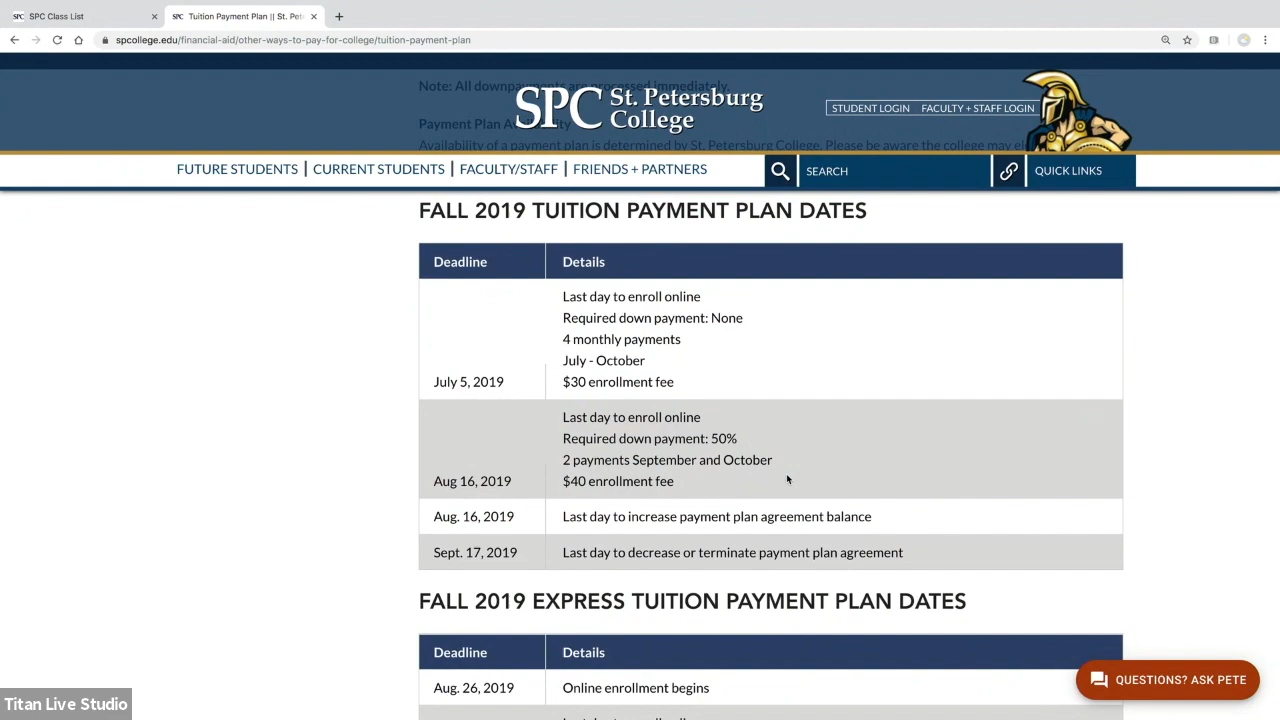 SPC SPC Class List
SPC Tuition Payment Plan || St. Pete
spcollege.edu/financial-aid/other-ways-to-pay-for-college/tuition-payment-plan
Note: All downpayments are processed immediately.
SPC St. Petersburg College
STUDENT LOGIN FACULTY + STAFF LOGIN
Payment Plan Availability
Availability of a payment plan is determined by St. Petersburg College. Please be aware the college may
FUTURE STUDENTS | CURRENT STUDENTS | FACULTY/STAFF | FRIENDS + PARTNERS
SEARCH
QUICK LINKS
FALL 2019 TUITION PAYMENT PLAN DATES
Deadline Details
Last day to enroll online
Required down payment: None
4 monthly payments
July - October
July 5, 2019 $30 enrollment fee
Last day to enroll online
Required down payment: 50%
2 payments September and October
Aug 16, 2019 $40 enrollment fee
Aug. 16, 2019 Last day to increase payment plan agreement balance
Sept. 17, 2019 Last day to decrease or terminate payment plan agreement
FALL 2019 EXPRESS TUITION PAYMENT PLAN DATES
Deadline Details
Aug. 26, 2019 Online enrollment begins
QUESTIONS? ASK PETE
Titan Live Studio